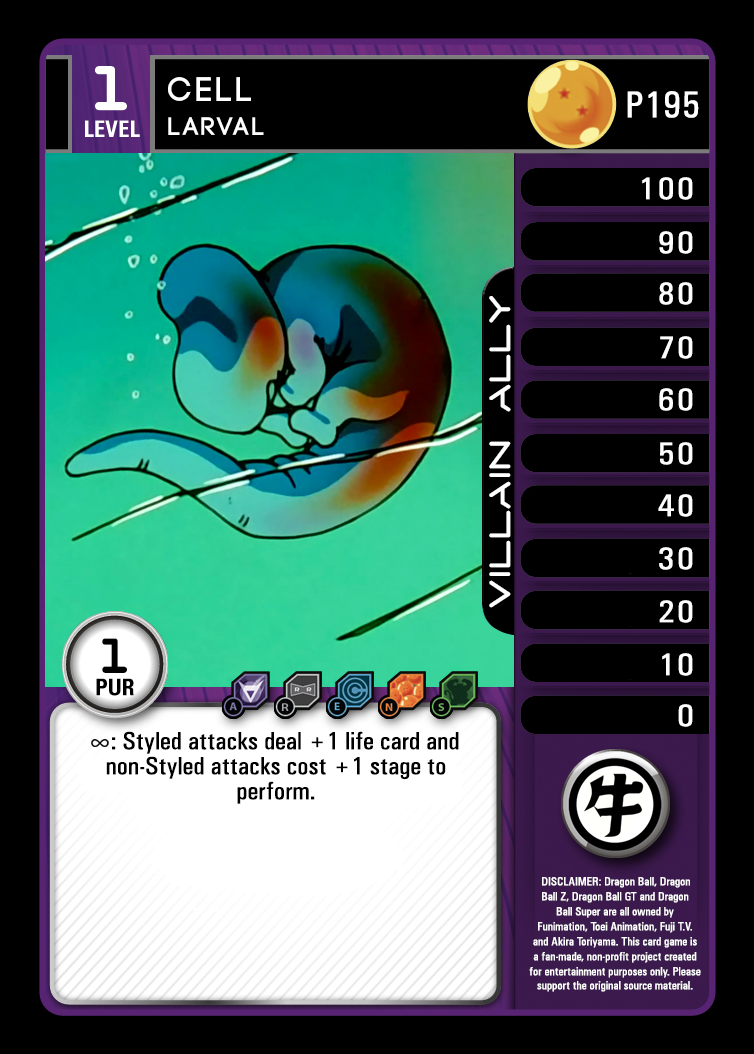 1
LEVEL
CELL
LARVAL
P195
100
90
80
70
60
50
40
30
20
10
0
VILLAIN ALLY
1
PUR
A R E N S
∞: Styled attacks deal +1 life card and
non-Styled attacks cost +1 stage to
perform.
牛
DISCLAIMER: Dragon Ball, Dragon
Ball Z, Dragon Ball GT and Dragon
Ball Super are all owned by
Funimation, Toei Animation, Fuji T.V.
and Akira Toriyama. This card game is
a fan-made, non-profit project created
for entertainment purposes only. Please
support the original source material.